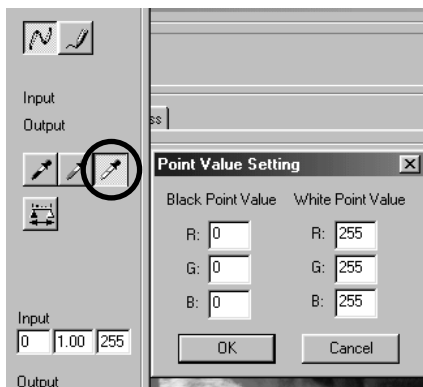 Input
Output
ss
Point Value Setting
Black Point Value White Point Value
R: 0 R: 255
G: 0 G: 255
B: 0 B: 255
OK Cancel
Input
0 1.00 255
Output